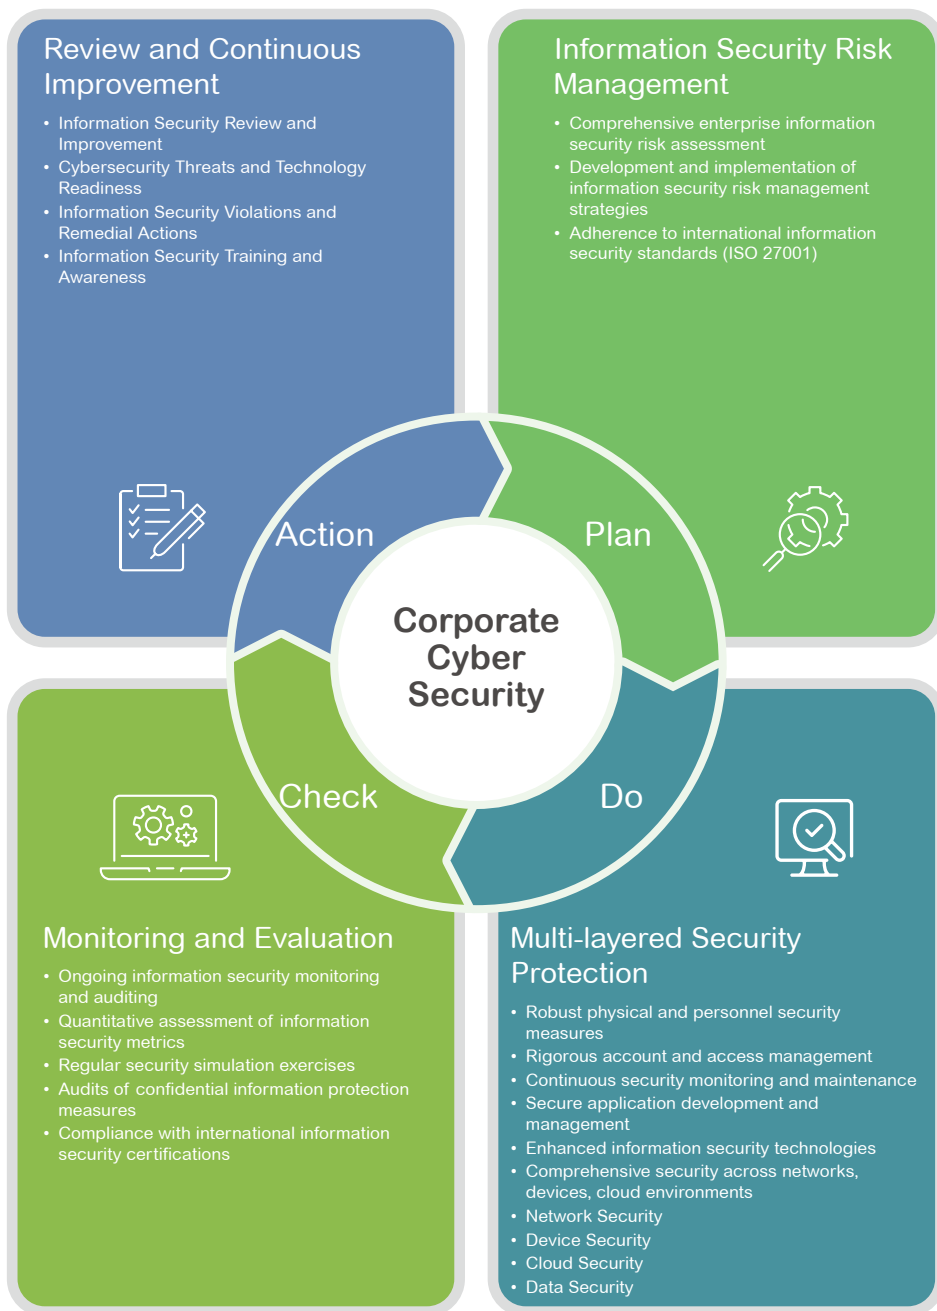 Review and Continuous
Improvement
• Information Security Review and
Improvement
• Cybersecurity Threats and Technology
Readiness
• Information Security Violations and
Remedial Actions
• Information Security Training and
Awareness
Information Security Risk
Management
• Comprehensive enterprise information
security risk assessment
• Development and implementation of
information security risk management
strategies
• Adherence to international information
security standards (ISO 27001)
Action
Plan
Corporate
Cyber
Security
Check
Do
Monitoring and Evaluation
• Ongoing information security monitoring
and auditing
• Quantitative assessment of information
security metrics
• Regular security simulation exercises
• Audits of confidential information protection
measures
• Compliance with international information
security certifications
Multi-layered Security
Protection
• Robust physical and personnel security
measures
• Rigorous account and access management
• Continuous security monitoring and maintenance
• Secure application development and
management
• Enhanced information security technologies
• Comprehensive security across networks,
devices, cloud environments
• Network Security
• Device Security
• Cloud Security
• Data Security